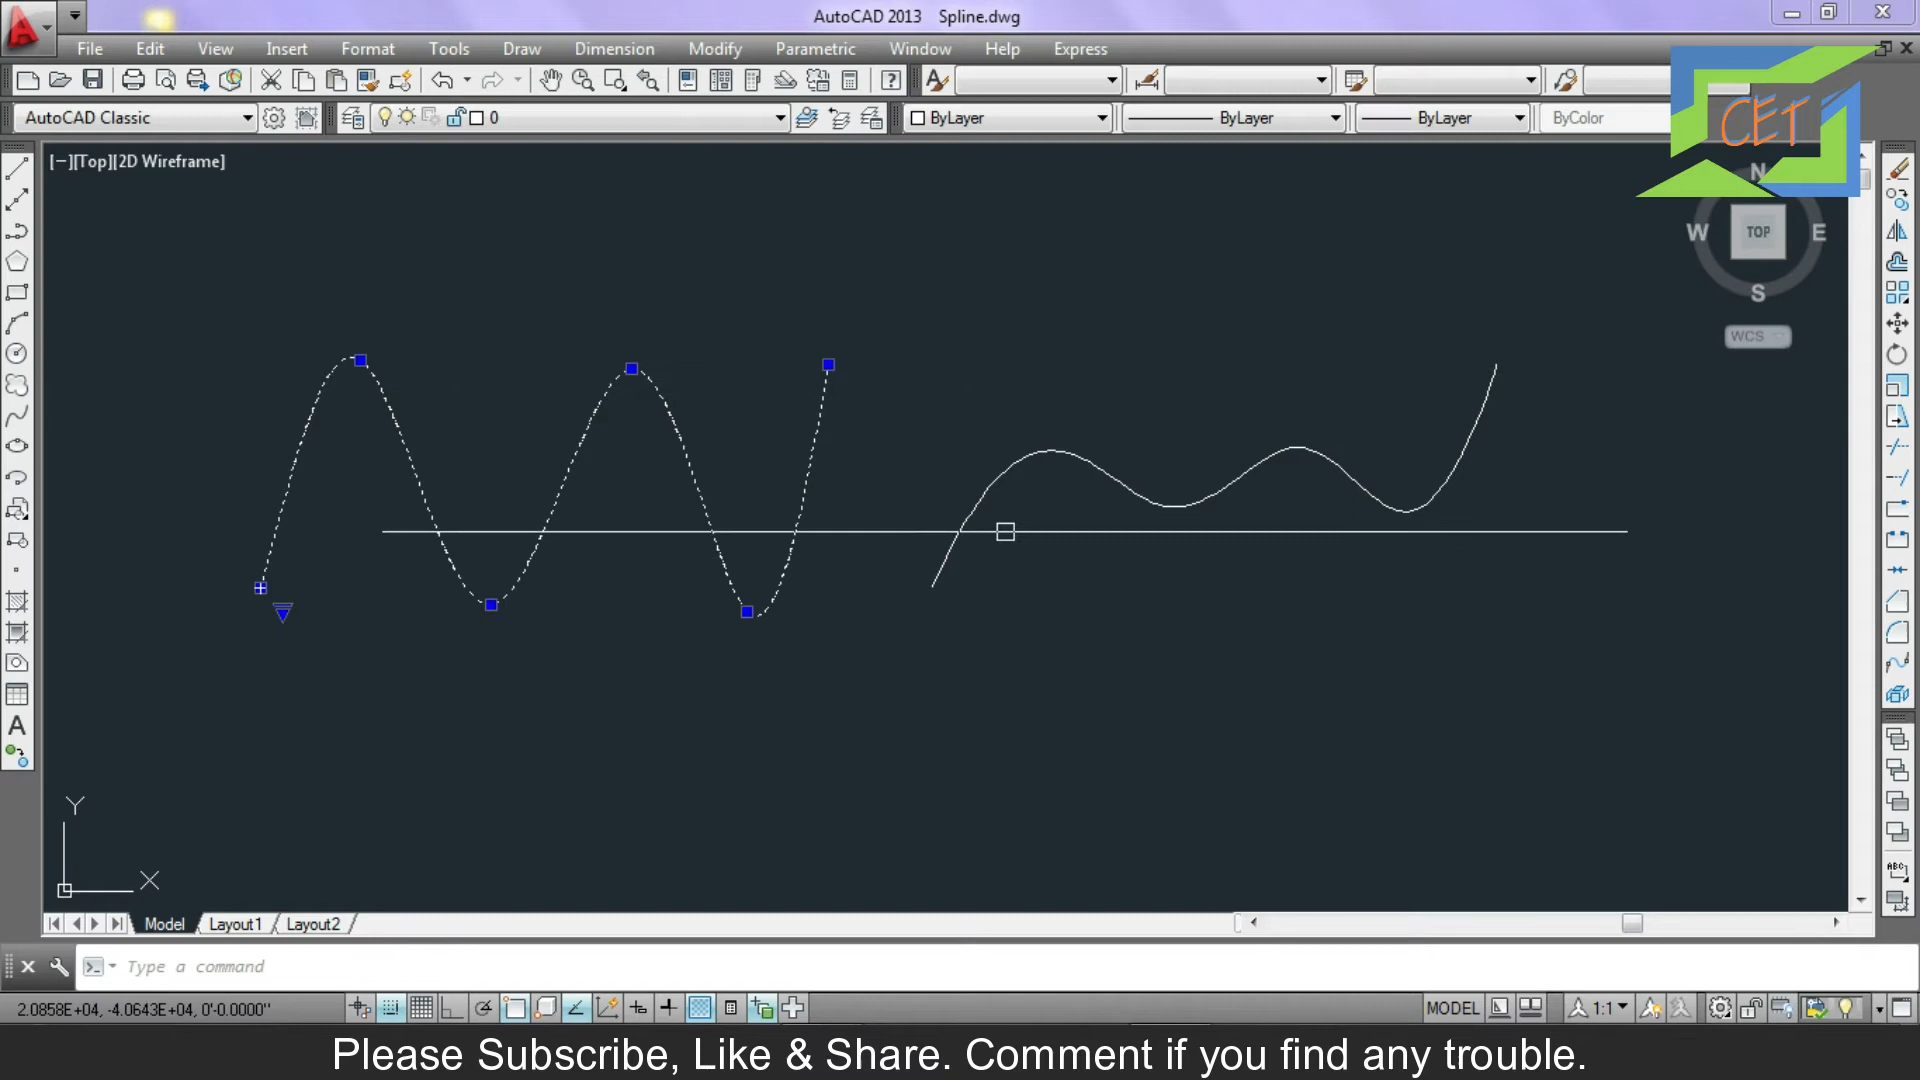 AutoCAD 2013 Spline.dwg
File Edit View Insert Format Tools Draw Dimension Modify Parametric Window Help Express
AutoCAD Classic
0
ByLayer
ByLayer
ByLayer
ByColor
CET
[−][Top][2D Wireframe]
N
W TOP E
S
WCS
Y
X
A
ABC
Model Layout1 Layout2
Type a command
2.0858E+04, -4.0643E+04, 0'-0.0000"
MODEL
1:1
Please Subscribe, Like & Share. Comment if you find any trouble.